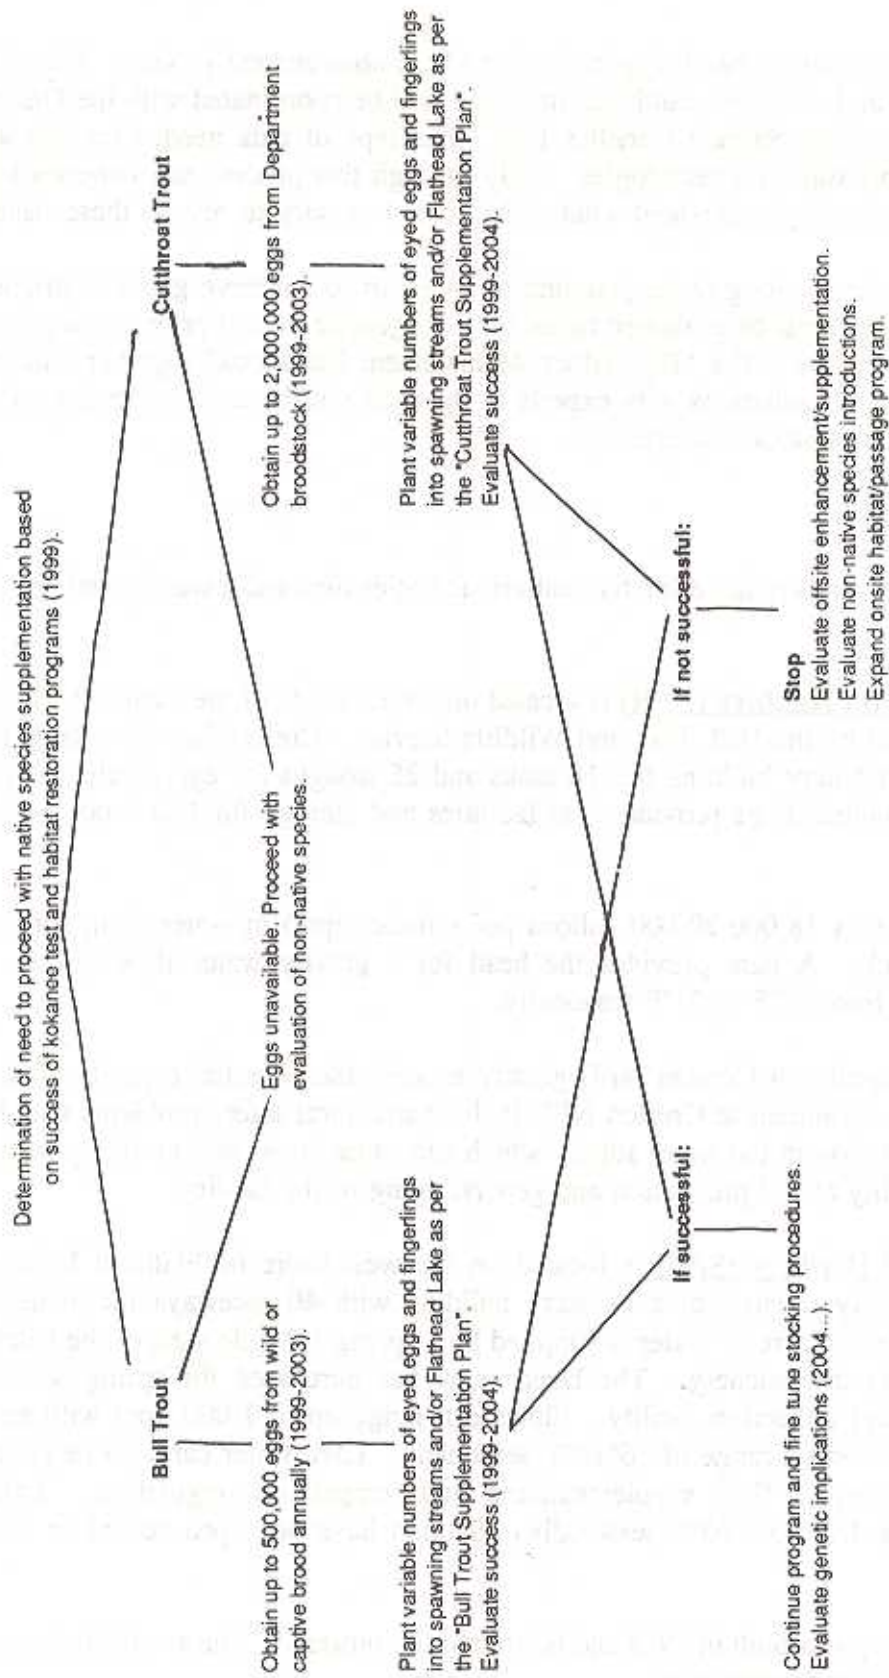 Determination of need to proceed with native species supplementation based
on success of kokanee test and habitat restoration programs (1999).
Bull Trout
Cutthroat Trout
Obtain up to 500,000 eggs from wild or
captive brood annually (1999-2003).
Eggs unavailable. Proceed with
evaluation of non-native species.
Obtain up to 2,000,000 eggs from Department
broodstock (1999-2003).
Plant variable numbers of eyed eggs and fingerlings
into spawning streams and/or Flathead Lake as per
the "Bull Trout Supplementation Plan".
Evaluate success (1999-2004).
Plant variable numbers of eyed eggs and fingerlings
into spawning streams and/or Flathead Lake as per
the "Cutthroat Trout Supplementation Plan".
Evaluate success (1999-2004).
If successful:
If not successful:
Continue program and fine tune stocking procedures.
Evaluate genetic implications (2004...).
Stop
Evaluate offsite enhancement/supplementation.
Evaluate non-native species introductions.
Expand onsite habitat/passage program.